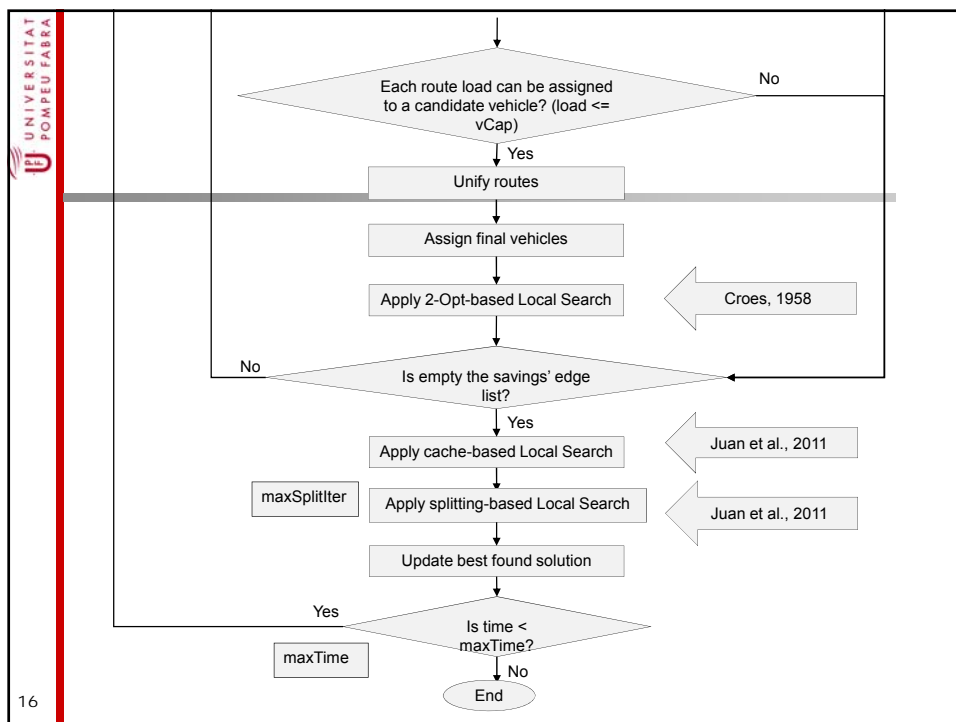 UNIVERSITAT
POMPEU FABRA
Each route load can be assigned
to a candidate vehicle? (load <=
vCap)
No
Yes
Unify routes
Assign final vehicles
Apply 2-Opt-based Local Search
Croes, 1958
No
Is empty the savings’ edge
list?
Yes
Apply cache-based Local Search
Juan et al., 2011
maxSplitIter
Apply splitting-based Local Search
Juan et al., 2011
Update best found solution
Yes
Is time <
maxTime?
maxTime
No
End
16